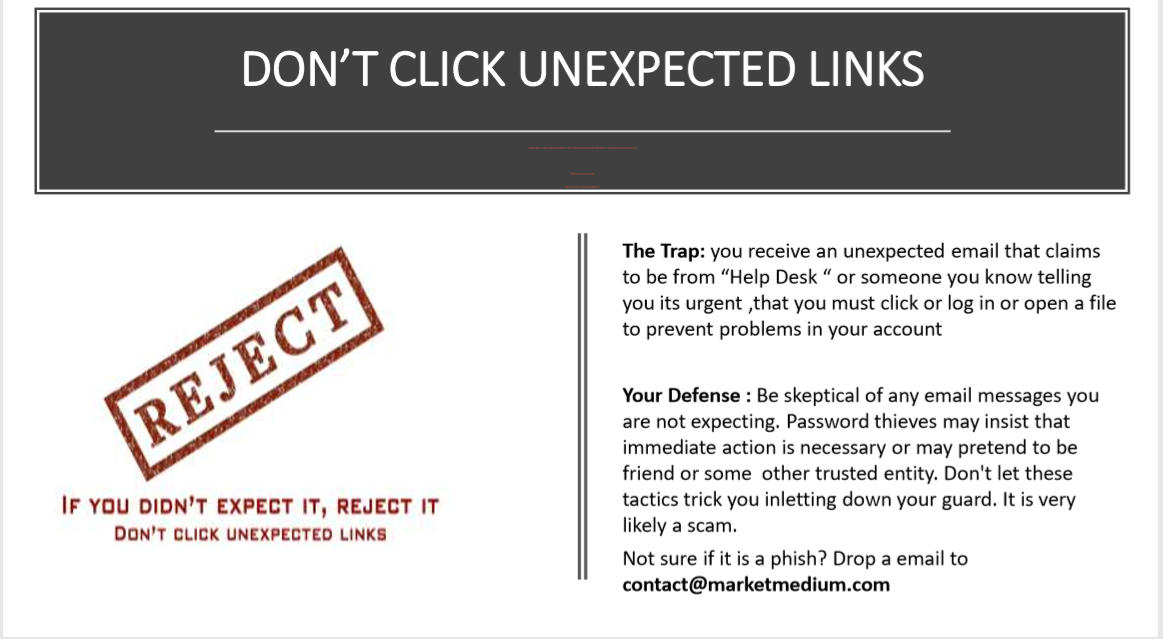 DON’T CLICK UNEXPECTED LINKS
REJECT
IF YOU DIDN’T EXPECT IT, REJECT IT
DON’T CLICK UNEXPECTED LINKS
The Trap: you receive an unexpected email that claims
to be from “Help Desk “ or someone you know telling
you its urgent ,that you must click or log in or open a file
to prevent problems in your account
Your Defense : Be skeptical of any email messages you
are not expecting. Password thieves may insist that
immediate action is necessary or may pretend to be
friend or some  other trusted entity. Don't let these
tactics trick you inletting down your guard. It is very
likely a scam.
Not sure if it is a phish? Drop a email to
contact@marketmedium.com